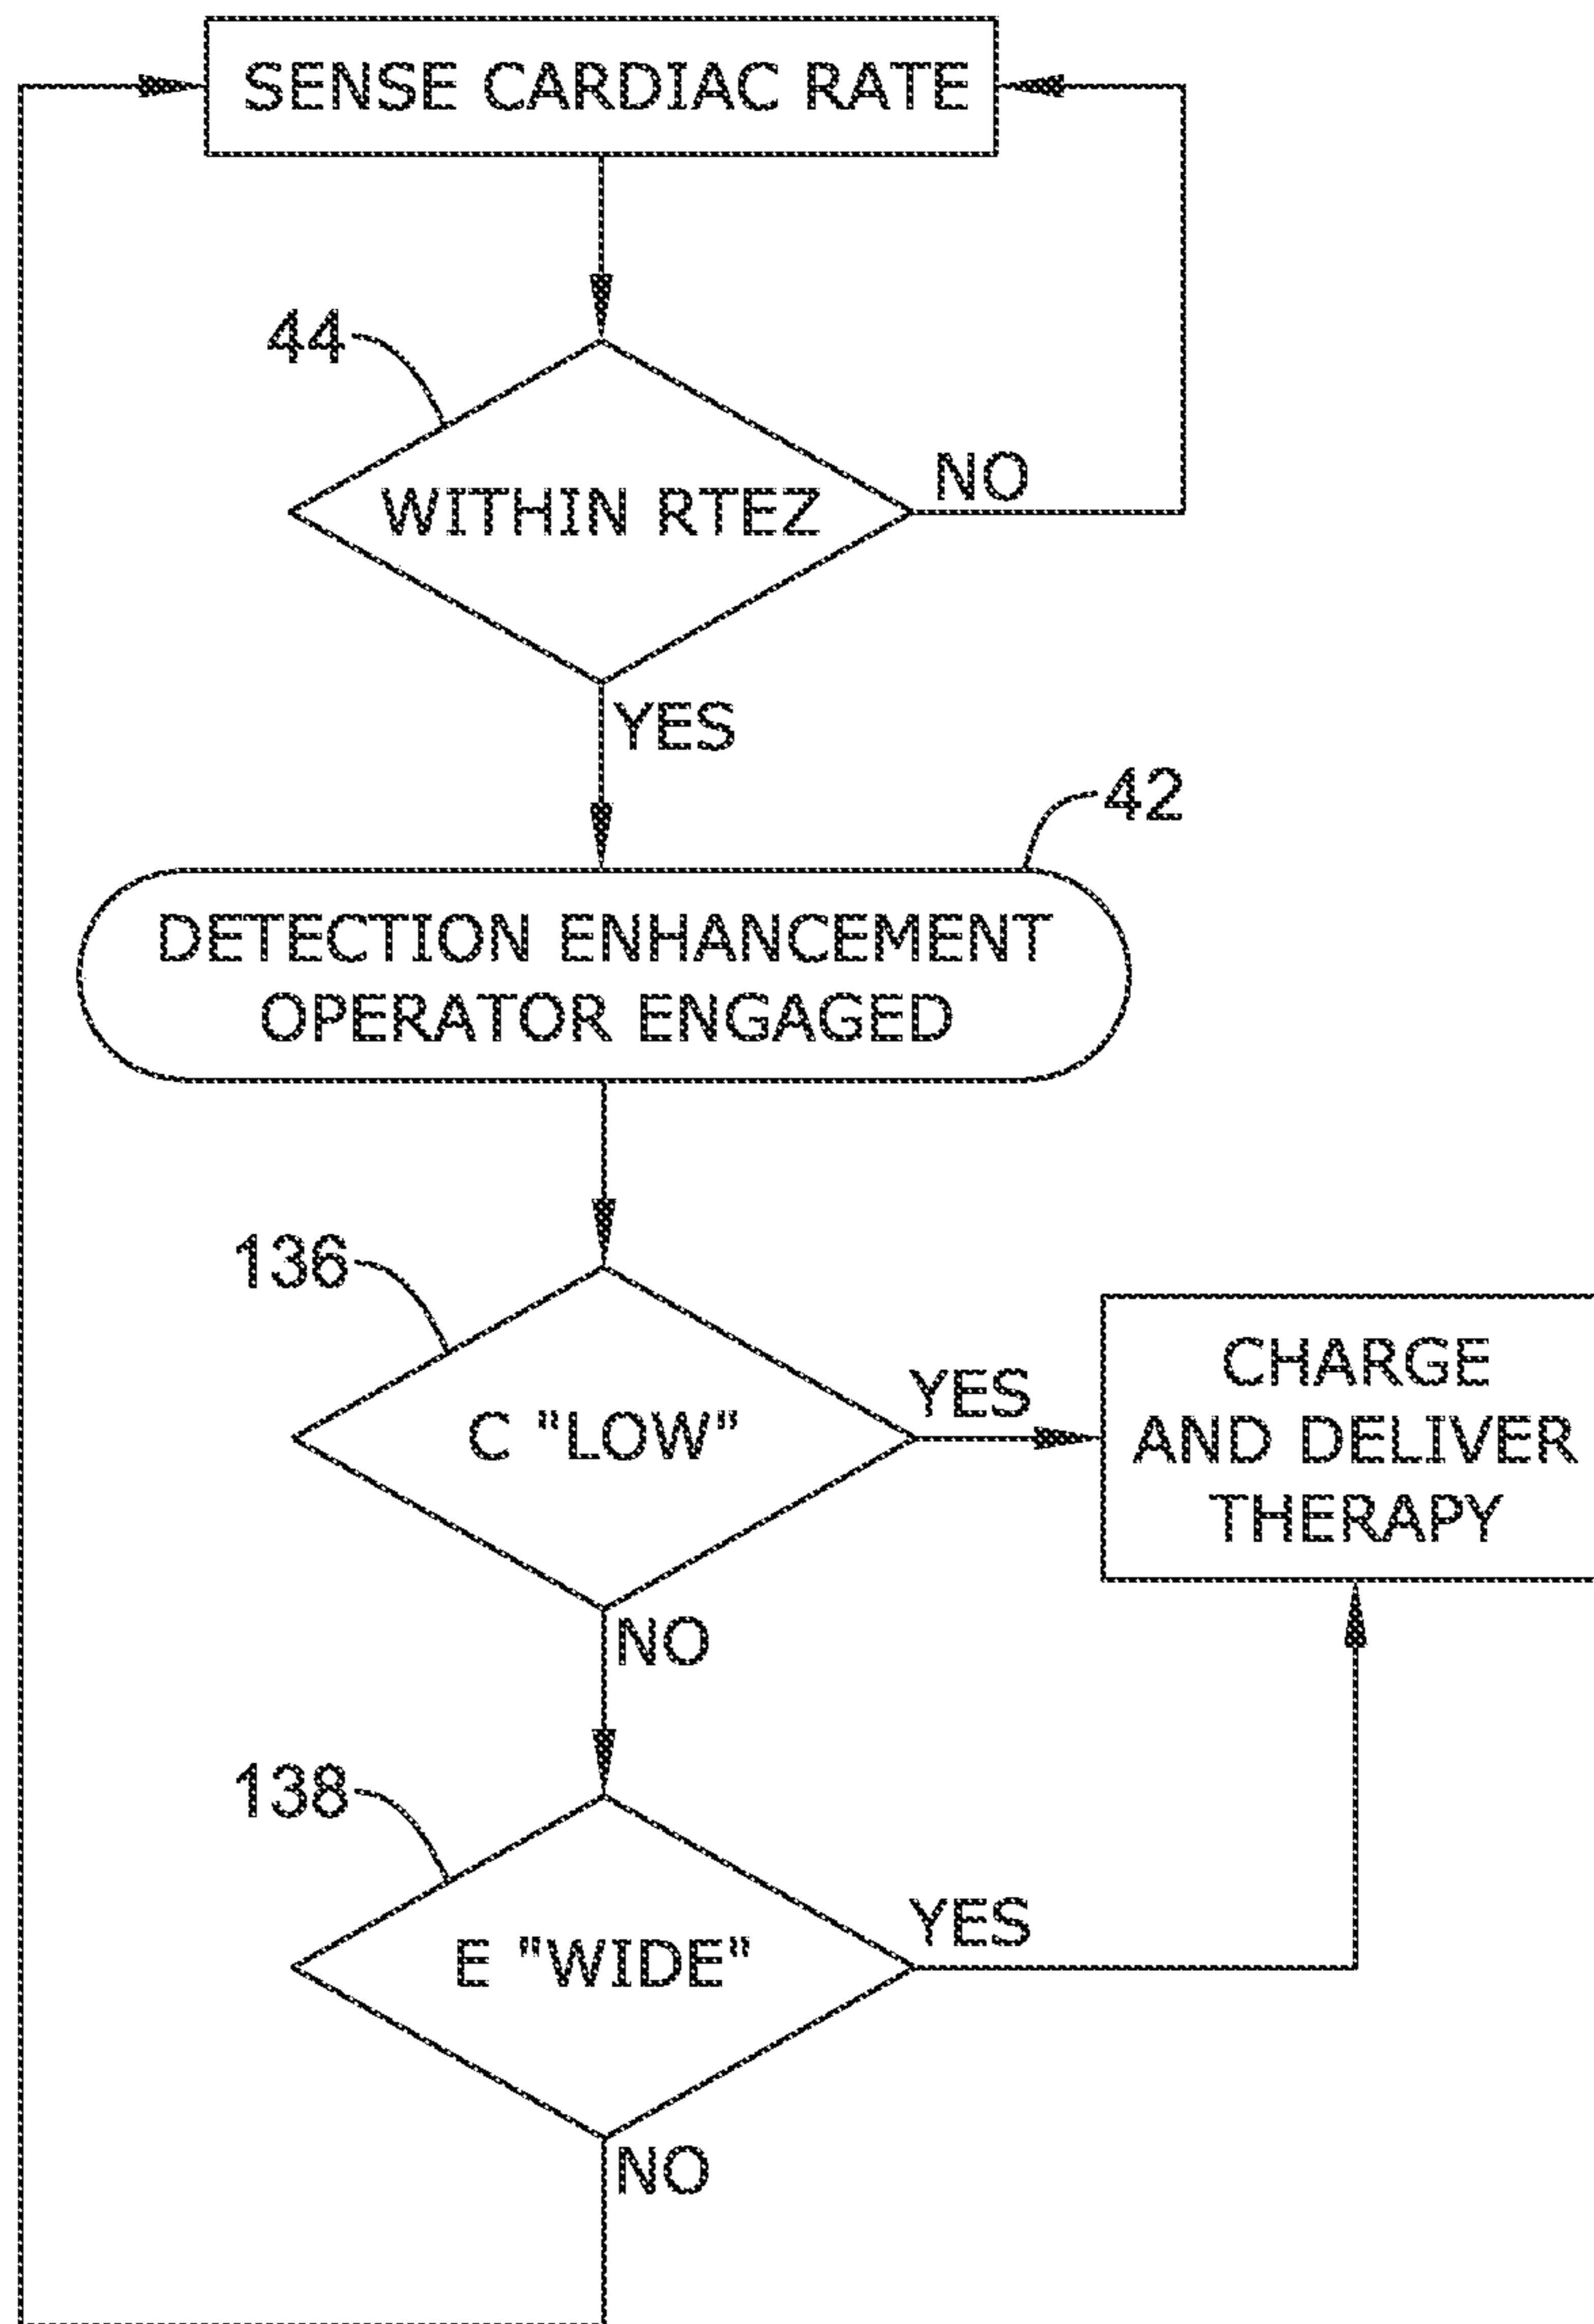 SENSE CARDIAC RATE
44
WITHIN RTEZ
NO
YES
42
DETECTION ENHANCEMENT
OPERATOR ENGAGED
136
C "LOW"
YES
CHARGE
AND DELIVER
THERAPY
NO
138
E "WIDE"
YES
NO